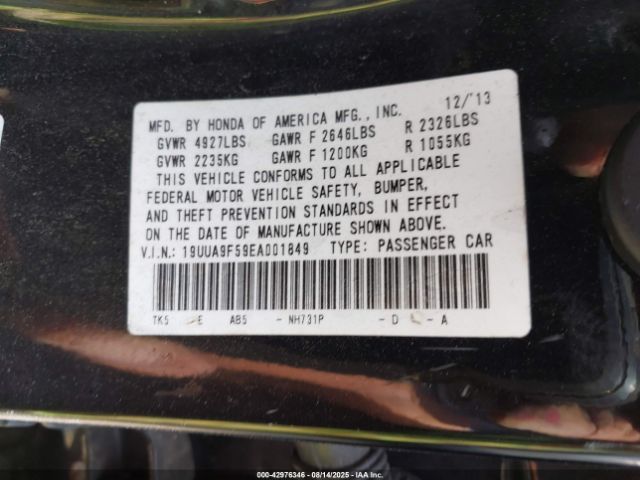 MFD. BY HONDA OF AMERICA MFG., INC. 12/'13
GVWR 4927LBS GAWR F 2646LBS R 2326LBS
GVWR 2235KG GAWR F 1200KG R 1055KG
THIS VEHICLE CONFORMS TO ALL APPLICABLE
FEDERAL MOTOR VEHICLE SAFETY, BUMPER,
AND THEFT PREVENTION STANDARDS IN EFFECT
ON THE DATE OF MANUFACTURE SHOWN ABOVE.
V.I.N.: 19UUA9F59EA001849 TYPE: PASSENGER CAR
TK5 E AB5 - NH731P - D - A
000-42976346 - 08/14/2025 - IAAI.COM